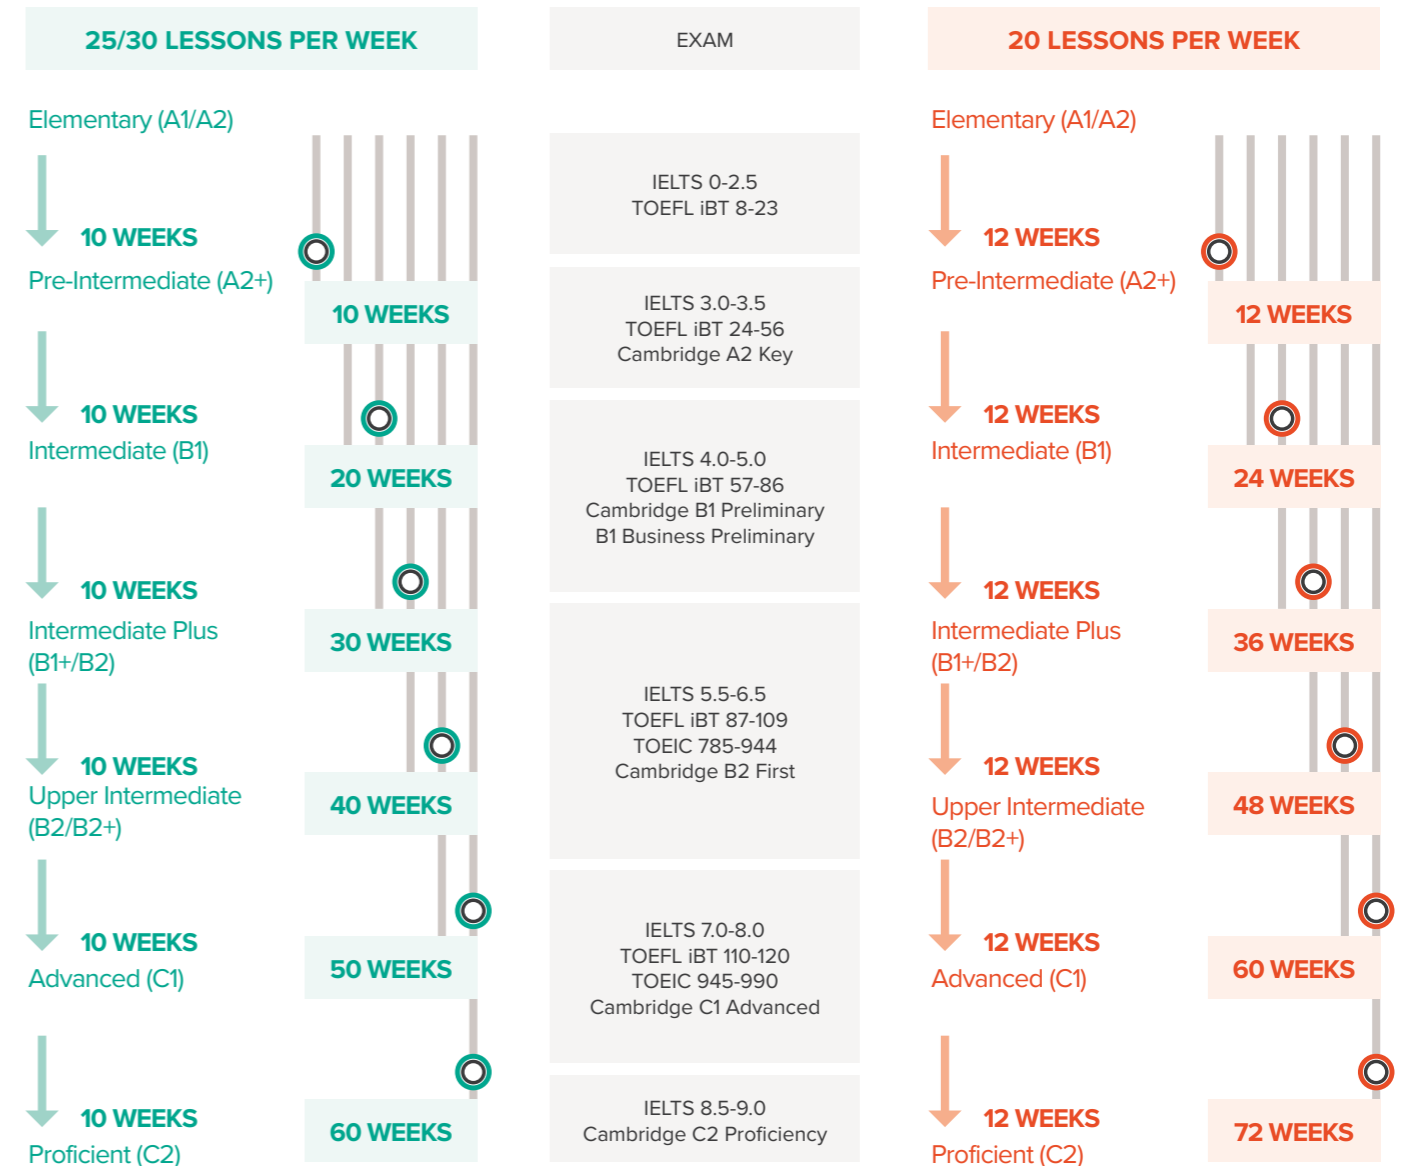 25/30 LESSONS PER WEEK
Elementary (A1/A2)
10 WEEKS
Pre-Intermediate (A2+)
10 WEEKS
10 WEEKS
Intermediate (B1)
20 WEEKS
10 WEEKS
Intermediate Plus
(B1+/B2)
30 WEEKS
10 WEEKS
Upper Intermediate
(B2/B2+)
40 WEEKS
10 WEEKS
Advanced (C1)
50 WEEKS
10 WEEKS
Proficient (C2)
60 WEEKS
EXAM
IELTS 0-2.5
TOEFL iBT 8-23
IELTS 3.0-3.5
TOEFL iBT 24-56
Cambridge A2 Key
IELTS 4.0-5.0
TOEFL iBT 57-86
Cambridge B1 Preliminary
B1 Business Preliminary
IELTS 5.5-6.5
TOEFL iBT 87-109
TOEIC 785-944
Cambridge B2 First
IELTS 7.0-8.0
TOEFL iBT 110-120
TOEIC 945-990
Cambridge C1 Advanced
IELTS 8.5-9.0
Cambridge C2 Proficiency
20 LESSONS PER WEEK
Elementary (A1/A2)
12 WEEKS
Pre-Intermediate (A2+)
12 WEEKS
12 WEEKS
Intermediate (B1)
24 WEEKS
12 WEEKS
Intermediate Plus
(B1+/B2)
36 WEEKS
12 WEEKS
Upper Intermediate
(B2/B2+)
48 WEEKS
12 WEEKS
Advanced (C1)
60 WEEKS
12 WEEKS
Proficient (C2)
72 WEEKS